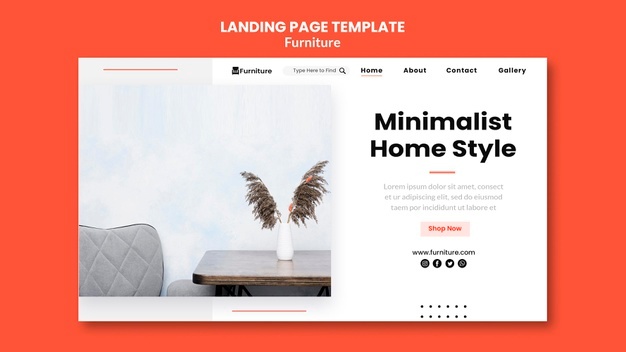 LANDING PAGE TEMPLATE
Furniture
Furniture
Type Here to Find
Home
About
Contact
Gallery
Minimalist
Home Style
Lorem ipsum dolor sit amet, consect
et dolore adipiscing elit, sed do eiusmod
tem por incididunt ut labore et
Shop Now
www.furniture.com